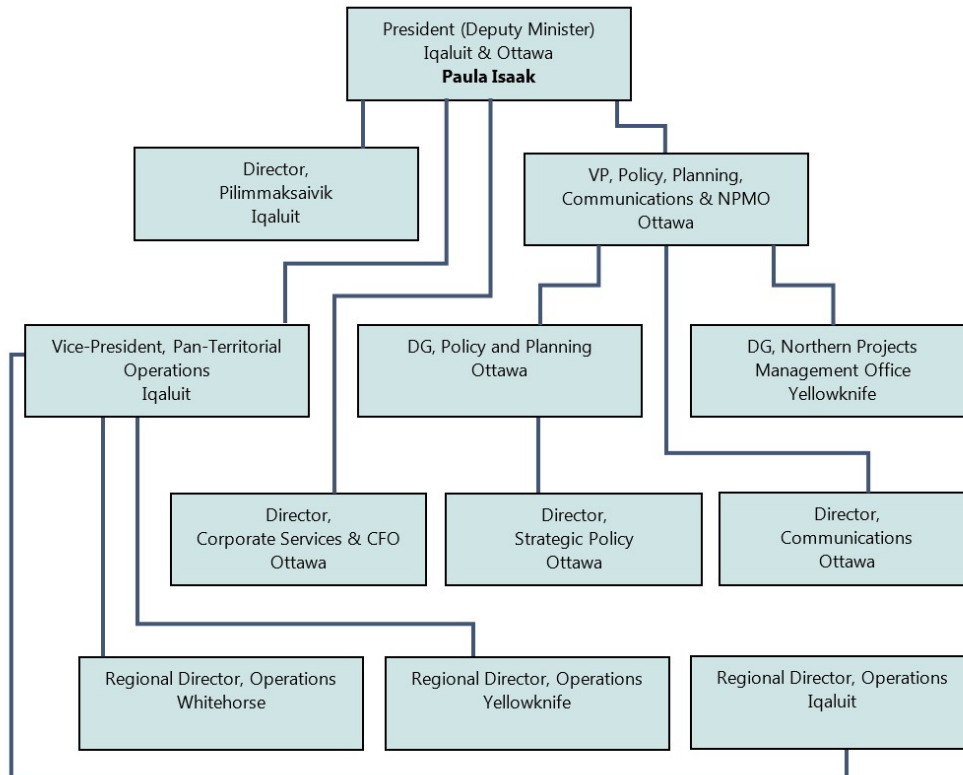 President (Deputy Minister)
Iqaluit & Ottawa
Paula Isaak
Director,
Pilimmaksaivik
Iqaluit
VP, Policy, Planning,
Communications & NPMO
Ottawa
Vice-President, Pan-Territorial
Operations
Iqaluit
DG, Policy and Planning
Ottawa
DG, Northern Projects
Management Office
Yellowknife
Director,
Corporate Services & CFO
Ottawa
Director,
Strategic Policy
Ottawa
Director,
Communications
Ottawa
Regional Director, Operations
Whitehorse
Regional Director, Operations
Yellowknife
Regional Director, Operations
Iqaluit